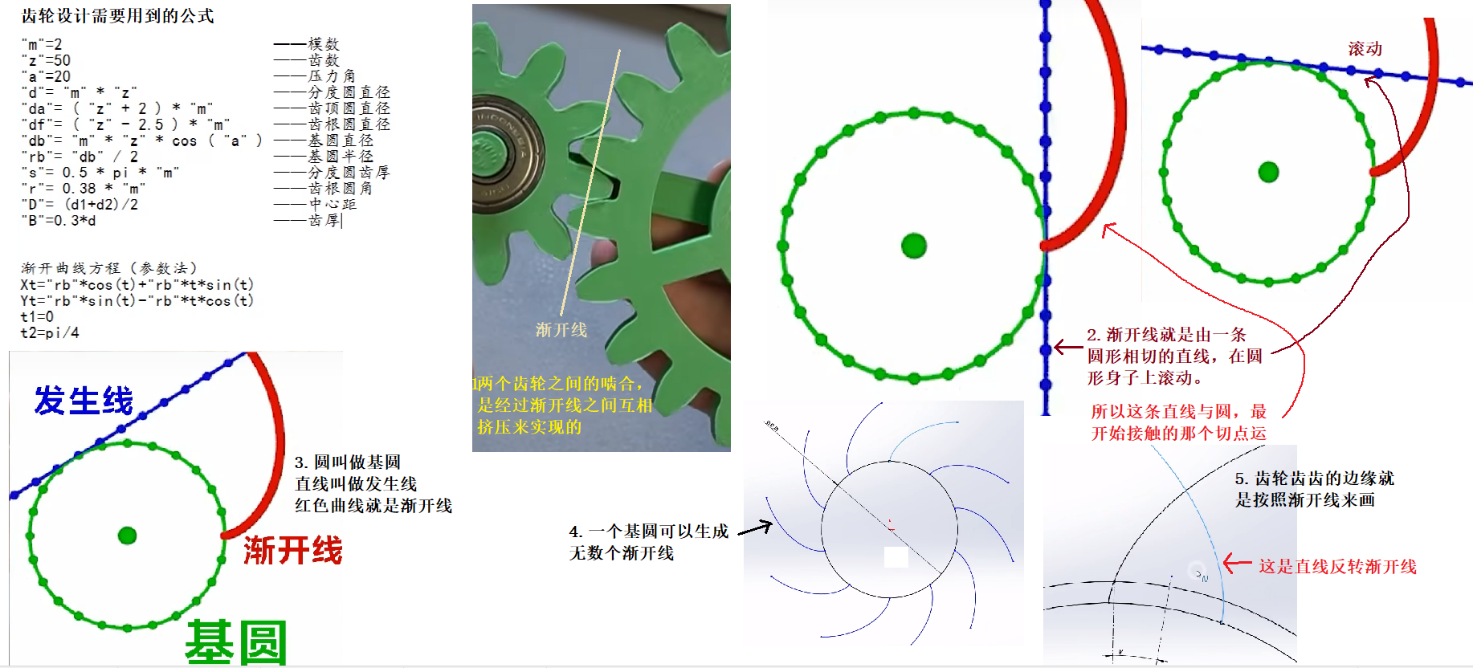 齿轮设计需要用到的公式
"m"=2 ——模数
"z"=50 ——齿数
"a"=20 ——压力角
"d"= "m" * "z" ——分度圆直径
"da"= ( "z" + 2 ) * "m" ——齿顶圆直径
"df"= ( "z" - 2.5 ) * "m" ——齿根圆直径
"db"= "m" * "z" * cos ( "a" ) ——基圆直径
"rb"= "db" / 2 ——基圆半径
"s"= 0.5 * pi * "m" ——分度圆齿厚
"r"= 0.38 * "m" ——齿根圆角
"D"= (d1+d2)/2 ——中心距
"B"=0.3*d ——齿厚
渐开曲线方程（参数法）
Xt="rb"*cos(t)+"rb"*t*sin(t)
Yt="rb"*sin(t)-"rb"*t*cos(t)
t1=0
t2=pi/4
发生线
渐开线
基圆
3. 圆叫做基圆
直线叫做发生线
红色曲线就是渐开线
渐开线
1两个齿轮之间的啮合，
是经过渐开线之间互相
挤压来实现的
滚动
2. 渐开线就是由一条
圆形相切的直线，在圆
形身子上滚动。
所以这条直线与圆，最
开始接触的那个切点运
4. 一个基圆可以生成
无数个渐开线
5. 齿轮齿齿的边缘就
是按照渐开线来画
这是直线反转渐开线